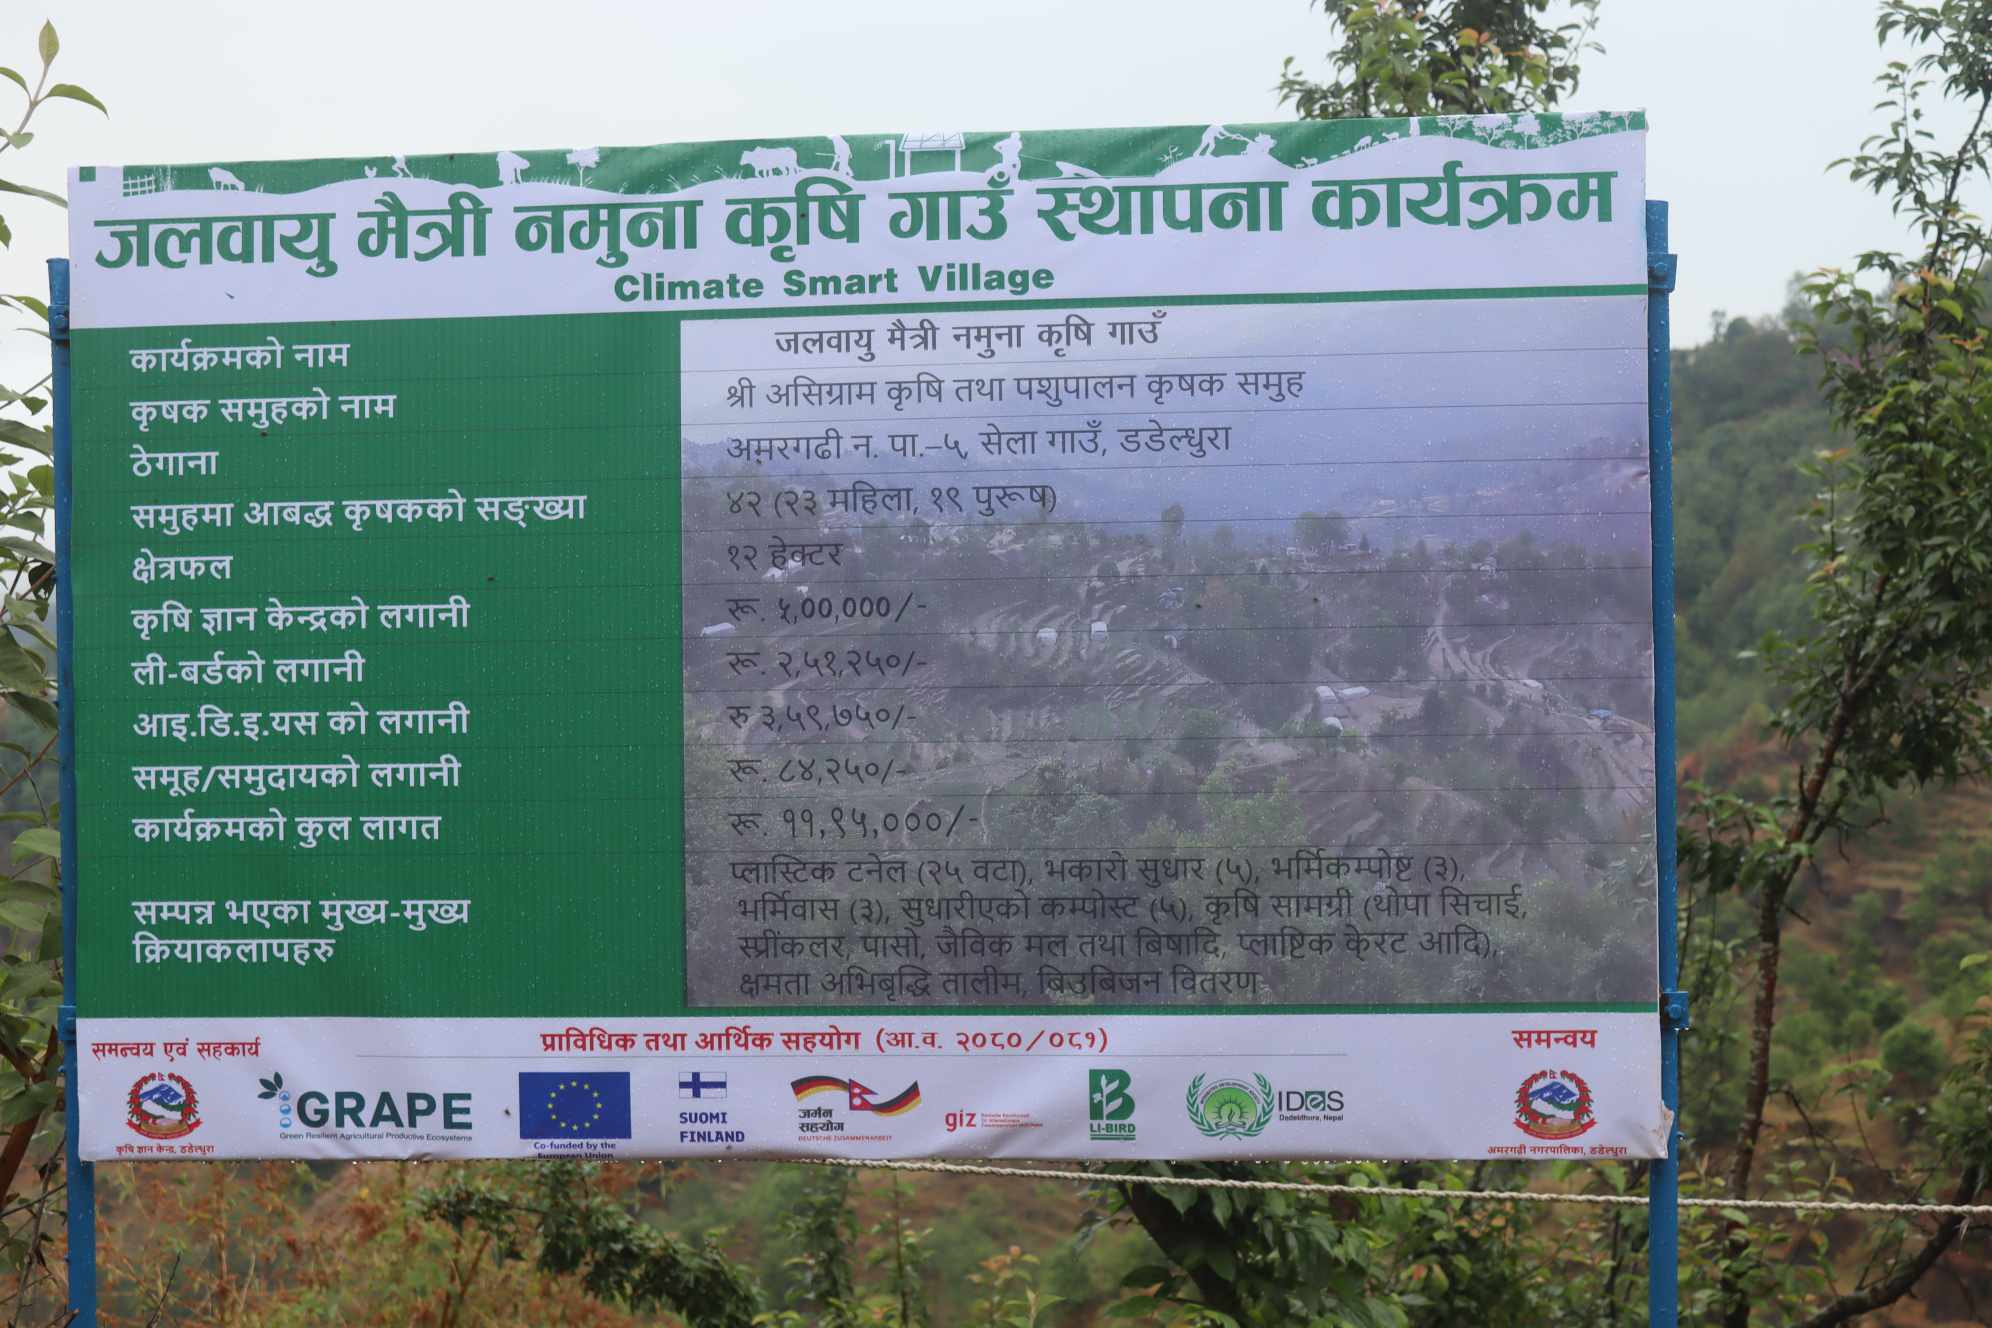 जलवायु मैत्री नमुना कृषि गाउँ स्थापना कार्यक्रम
Climate Smart Village
कार्यक्रमको नाम जलवायु मैत्री नमुना कृषि गाउँ
कृषक समुहको नाम श्री असिग्राम कृषि तथा पशुपालन कृषक समुह
ठेगाना अमरगढी न. पा.–५, सेला गाउँ, डडेल्धुरा
समुहमा आबद्ध कृषकको सङ्ख्या ४२ (२३ महिला, १९ पुरूष)
क्षेत्रफल १२ हेक्टर
कृषि ज्ञान केन्द्रको लगानी रू. ५,00,000/-
ली-बर्डको लगानी रू. २,५१,२५०/-
आइ.डि.इ.यस को लगानी रु ३,५९,७५०/-
समूह/समुदायको लगानी रू. ८४,२५०/-
कार्यक्रमको कुल लागत रू. ११,९५,०००/-
सम्पन्न भएका मुख्य-मुख्य
क्रियाकलापहरु
प्लास्टिक टनेल (२५ वटा), भकारो सुधार (५), भर्मिकम्पोष्ट (३),
भर्मिवास (३), सुधारीएको कम्पोस्ट (५), कृषि सामग्री (थोपा सिचाई,
स्प्रींकलर, पासो, जैविक मल तथा बिषादि, प्लाष्टिक के्रट आदि),
क्षमता अभिबृद्धि तालीम, बिउबिजन वितरण
समन्वय एवं सहकार्य
प्राविधिक तथा आर्थिक सहयोग (आ.व. २०८०/०८१)
समन्वय
कृषि ज्ञान केन्द्र, डडेल्धुरा
GRAPE
Green Resilient Agricultural Productive Ecosystems
Co-funded by the
European Union
SUOMI
FINLAND
जर्मन
सहयोग
DEUTSCHE ZUSAMMENARBEIT
giz
LI-BIRD
IDES
Dadeldhura, Nepal
अमरगढी नगरपालिका, डडेल्धुरा